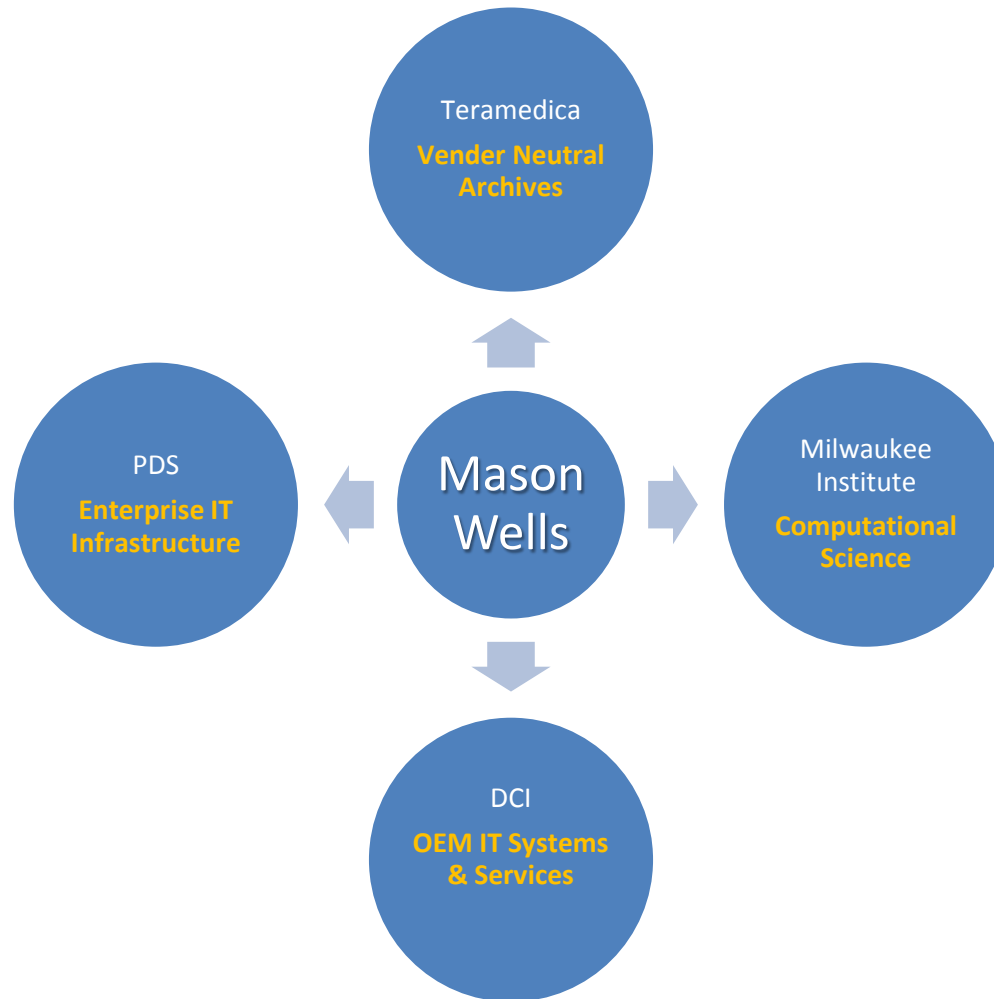 Teramedica
Vender Neutral
Archives
PDS
Enterprise IT
Infrastructure
Mason
Wells
Milwaukee
Institute
Computational
Science
DCI
OEM IT Systems
& Services